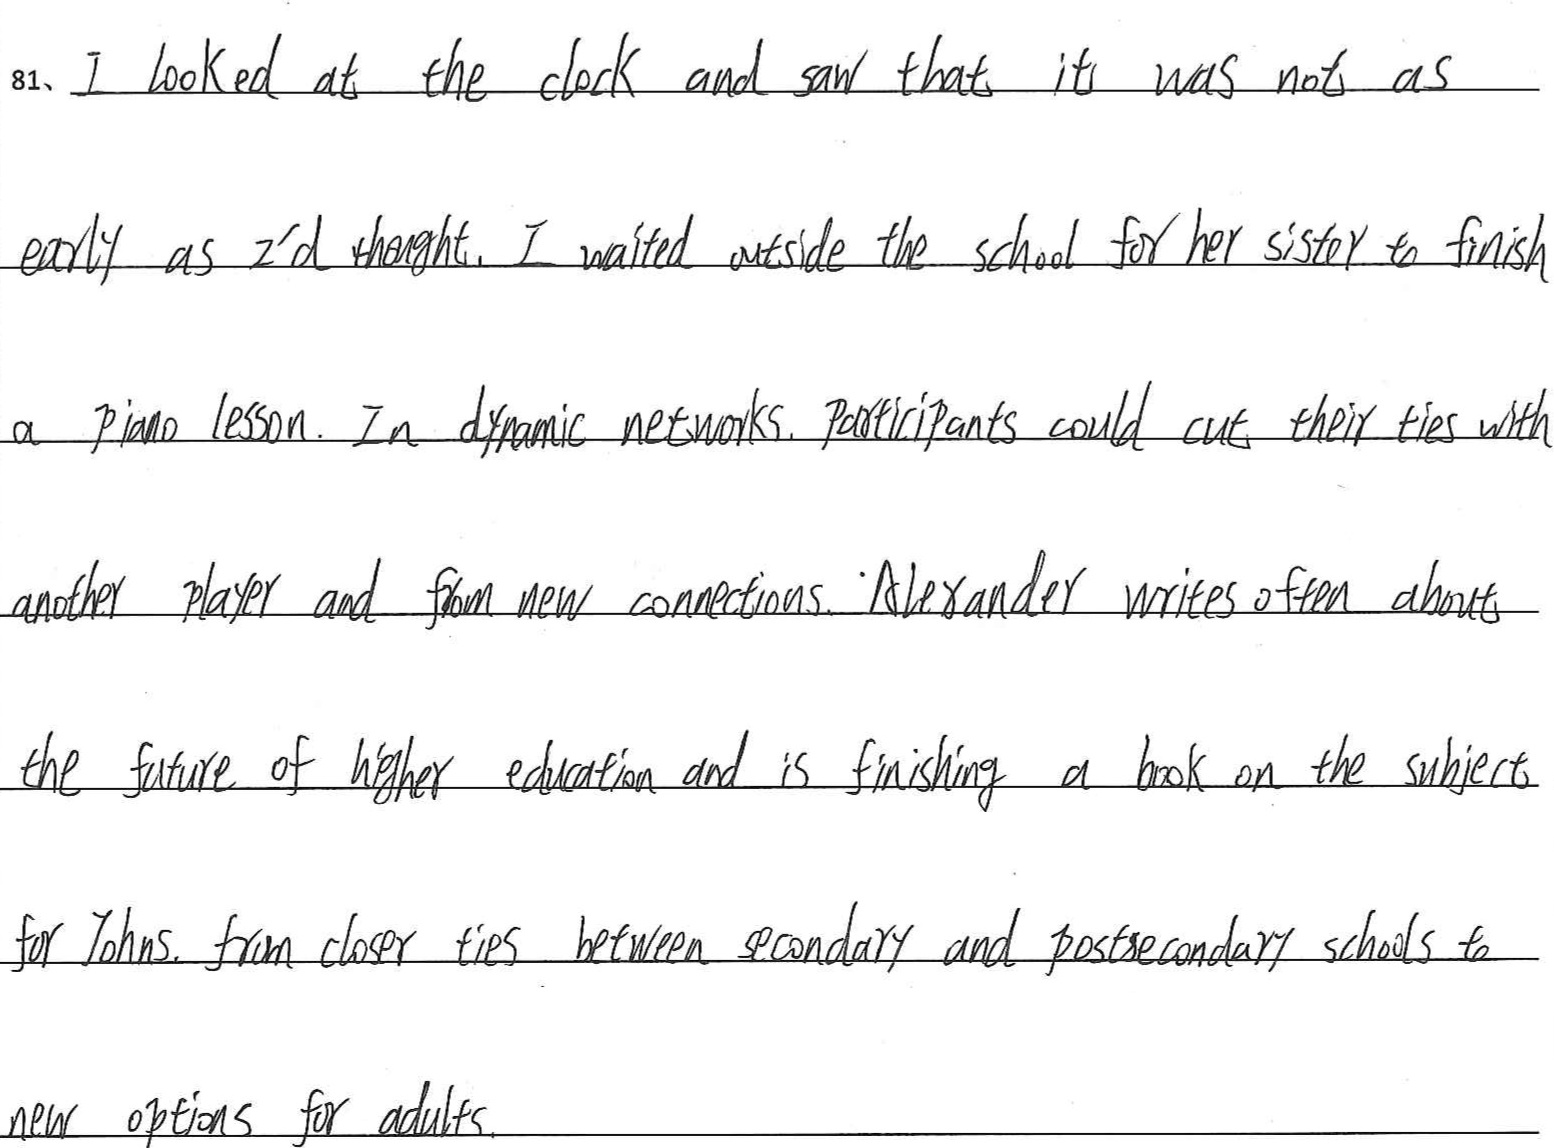 81、I looked at the clock and saw that it was not as
early as I'd thought. I waited outside the school for her sister to finish
a piano lesson. In dynamic networks. Participants could cut their ties with
another player and from new connections. Alexander writes often about
the future of higher education and is finishing a book on the subject
for Johns. from closer ties between secondary and postsecondary schools to
new options for adults.